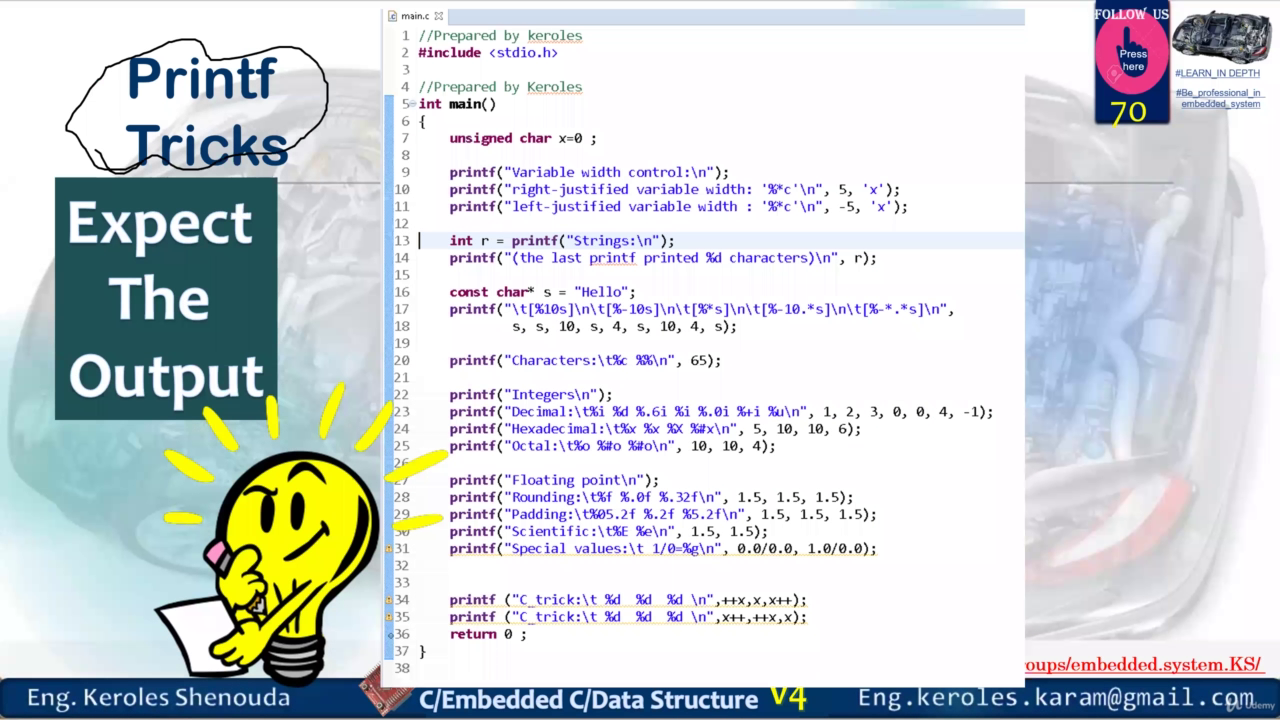 Printf
Tricks
Expect
The
Output
main.c
1 //Prepared by keroles
2 #include <stdio.h>
3
4 //Prepared by Keroles
5 int main()
6 {
7 unsigned char x=0 ;
8
9 printf("Variable width control:\n");
10 printf("right-justified variable width: '%*c'\n", 5, 'x');
11 printf("left-justified variable width : '%*c'\n", -5, 'x');
12
13 int r = printf("Strings:\n");
14 printf("(the last printf printed %d characters)\n", r);
15
16 const char* s = "Hello";
17 printf("\t[%10s]\n\t[%-10s]\n\t[%*s]\n\t[%-10.*s]\n\t[%-*.*s]\n",
18 s, s, 10, s, 4, s, 10, 4, s);
19
20 printf("Characters:\t%c %%\n", 65);
21
22 printf("Integers\n");
23 printf("Decimal:\t%i %d %.6i %i %.0i %+i %u\n", 1, 2, 3, 0, 0, 4, -1);
24 printf("Hexadecimal:\t%x %x %X %#x\n", 5, 10, 10, 6);
25 printf("Octal:\t%o %#o %#o\n", 10, 10, 4);
26
27 printf("Floating point\n");
28 printf("Rounding:\t%f %.0f %.32f\n", 1.5, 1.5, 1.5);
29 printf("Padding:\t%05.2f %.2f %5.2f\n", 1.5, 1.5, 1.5);
30 printf("Scientific:\t%E %e\n", 1.5, 1.5);
31 printf("Special values:\t 1/0=%g\n", 0.0/0.0, 1.0/0.0);
32
33
34 printf ("C_trick:\t %d  %d  %d \n",++x,x,x++);
35 printf ("C_trick:\t %d  %d  %d \n",x++,++x,x);
36 return 0 ;
37 }
38
FOLLOW US
Press
here
70
#LEARN_IN DEPTH
#Be_professional_in
embedded_system
oups/embedded.system.KS/
Eng. Keroles Shenouda
C/Embedded C/Data Structure V4
Eng.keroles.karam@gmail.com
Udemy